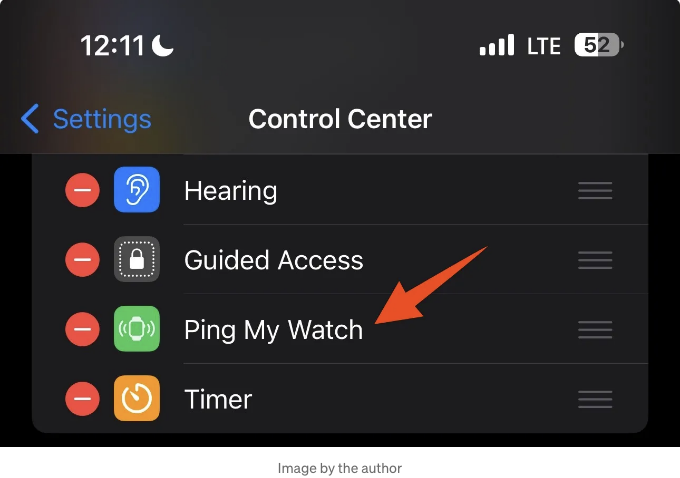 12:11 LTE 52
Settings Control Center
Hearing
Guided Access
Ping My Watch
Timer
Image by the author